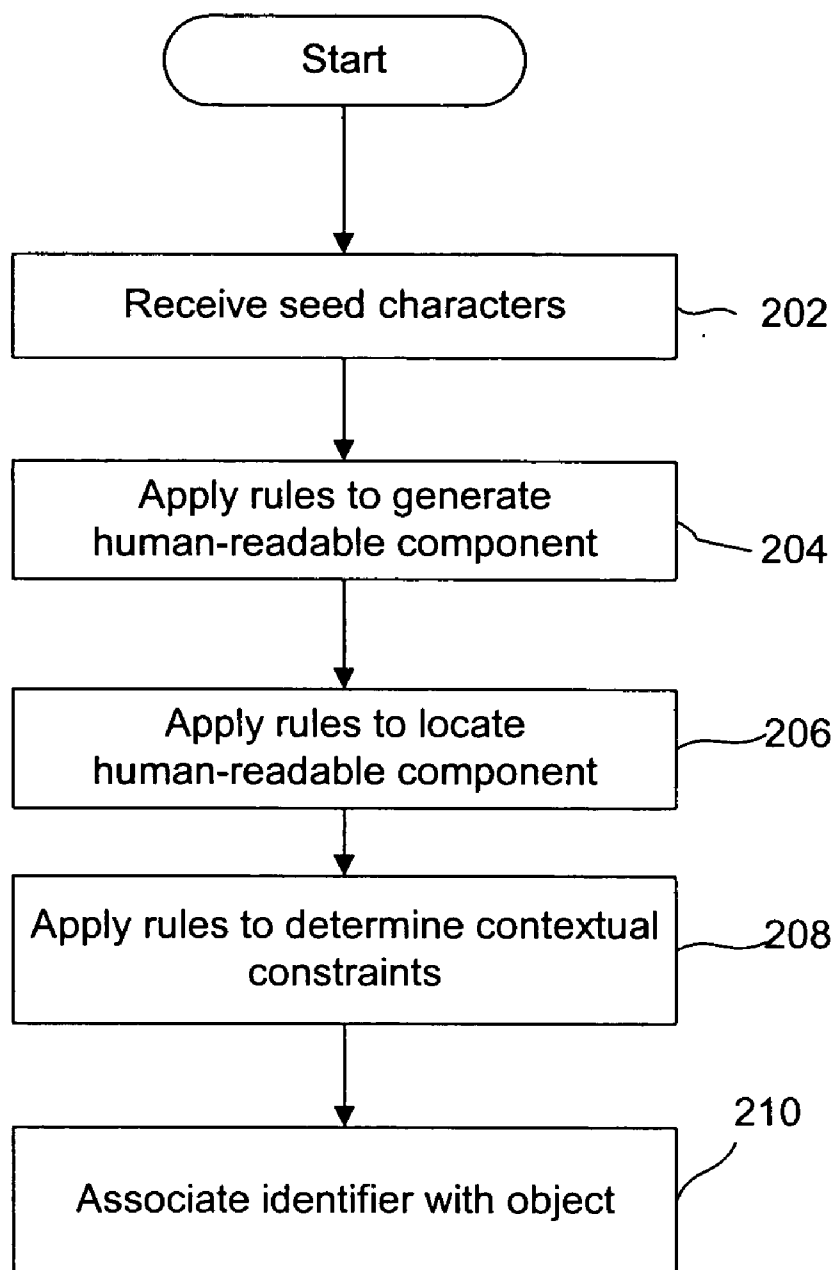 Start
Receive seed characters
202
Apply rules to generate
human-readable component
204
Apply rules to locate
human-readable component
206
Apply rules to determine contextual
constraints
208
210
Associate identifier with object